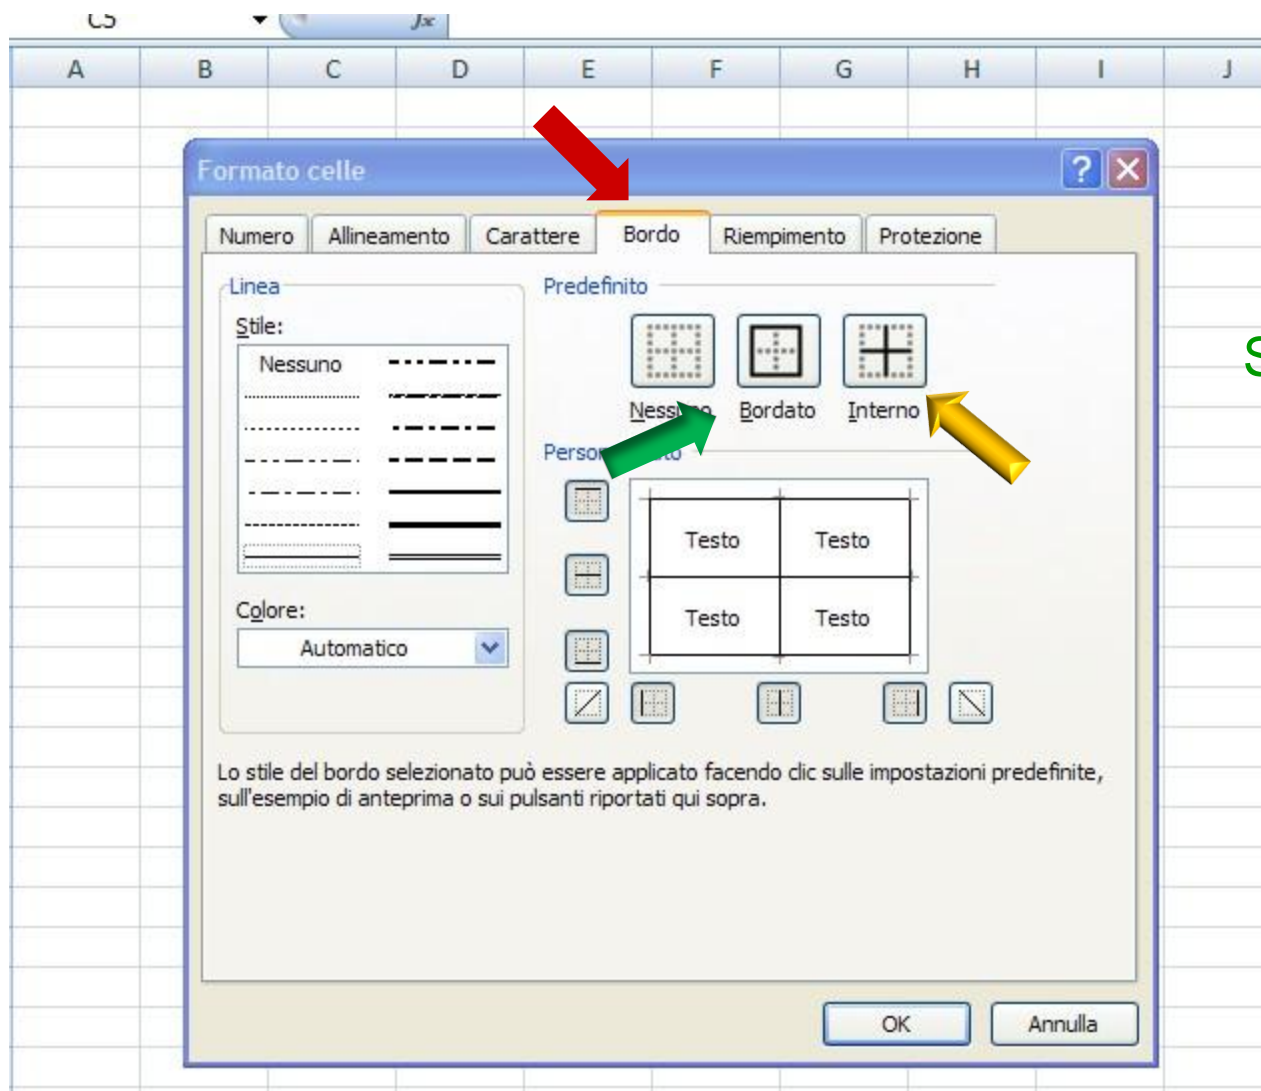 C5
A B C D E F G H I J
Formato celle
Numero Allineamento Carattere Bordo Riempimento Protezione
Linea
Stile:
Nessuno
Colore:
Automatico
Predefinito
Nessuno Bordato Interno
Testo Testo
Testo Testo
Lo stile del bordo selezionato può essere applicato facendo clic sulle impostazioni predefinite,
sull'esempio di anteprima o sui pulsanti riportati qui sopra.
OK Annulla
S